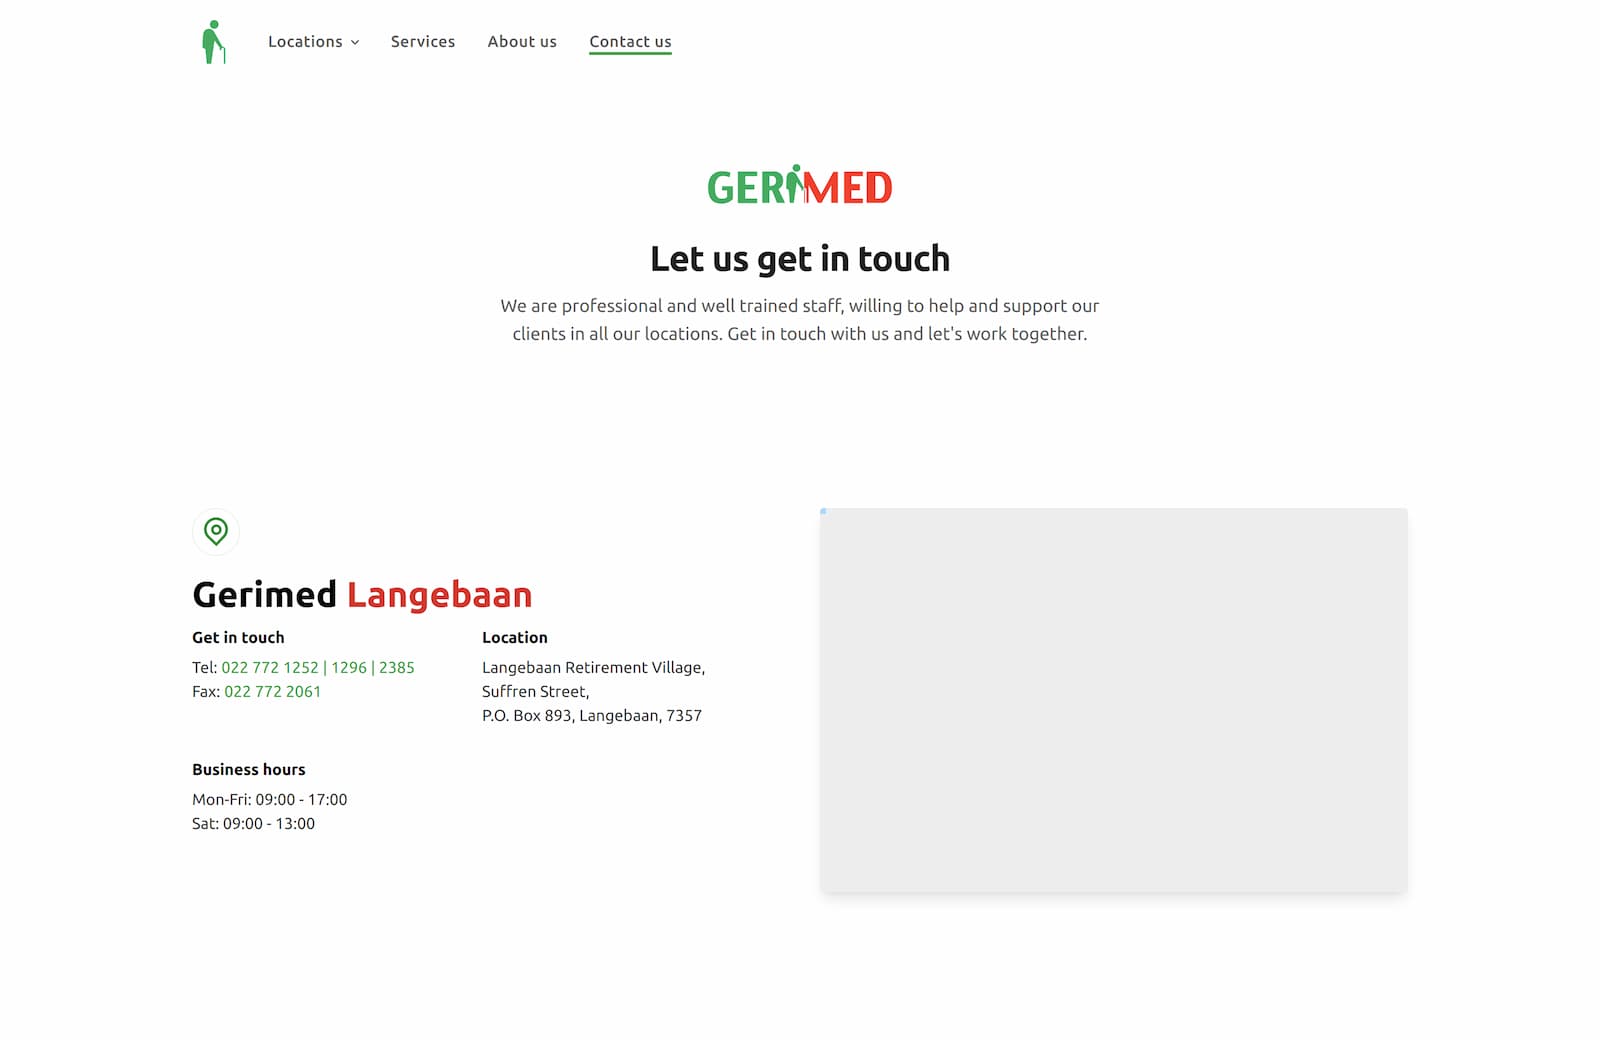 Locations
Services
About us
Contact us
GERIMED
Let us get in touch
We are professional and well trained staff, willing to help and support our
clients in all our locations. Get in touch with us and let's work together.
Gerimed Langebaan
Get in touch
Tel: 022 772 1252 | 1296 | 2385
Fax: 022 772 2061
Location
Langebaan Retirement Village,
Suffren Street,
P.O. Box 893, Langebaan, 7357
Business hours
Mon-Fri: 09:00 - 17:00
Sat: 09:00 - 13:00